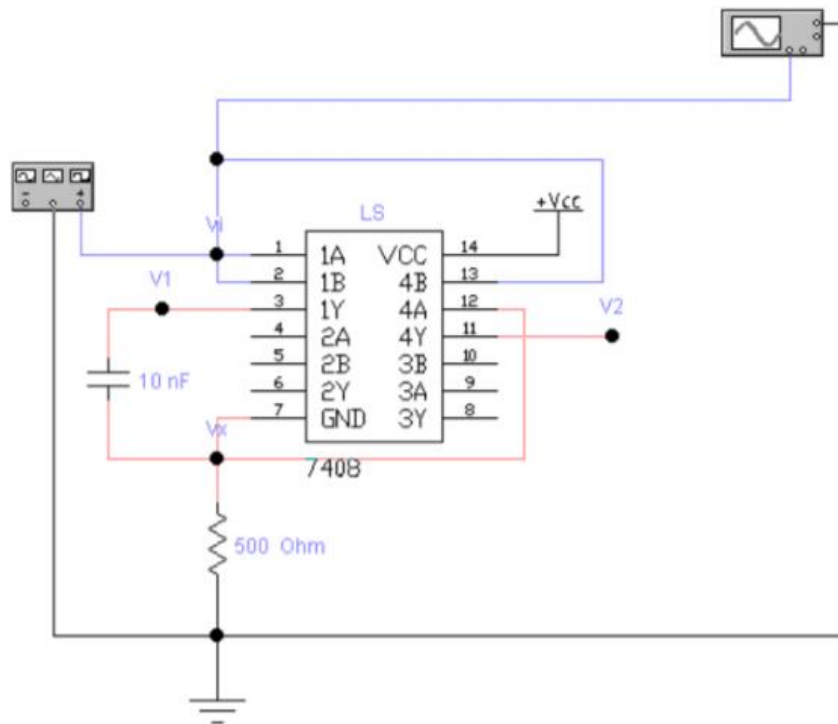 Vi
LS
+Vcc
1 1A VCC 14
2 1B 4B 13
V1
3 1Y 4A 12
V2
4 2A 4Y 11
5 2B 3B 10
10 nF
6 2Y 3A 9
7 GND 3Y 8
Vx
7408
500 Ohm